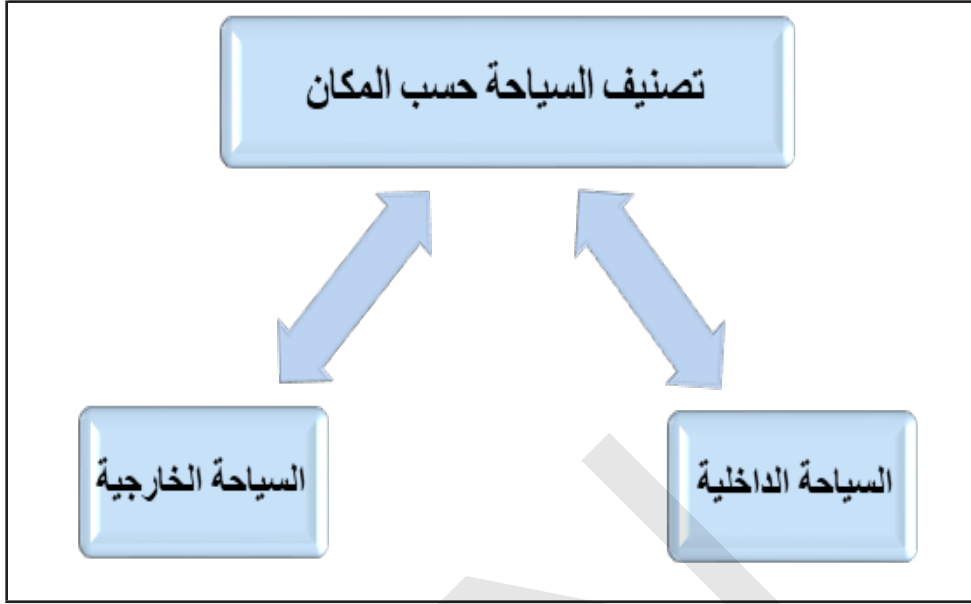 تصنيف السياحة حسب المكان
السياحة الداخلية
السياحة الخارجية